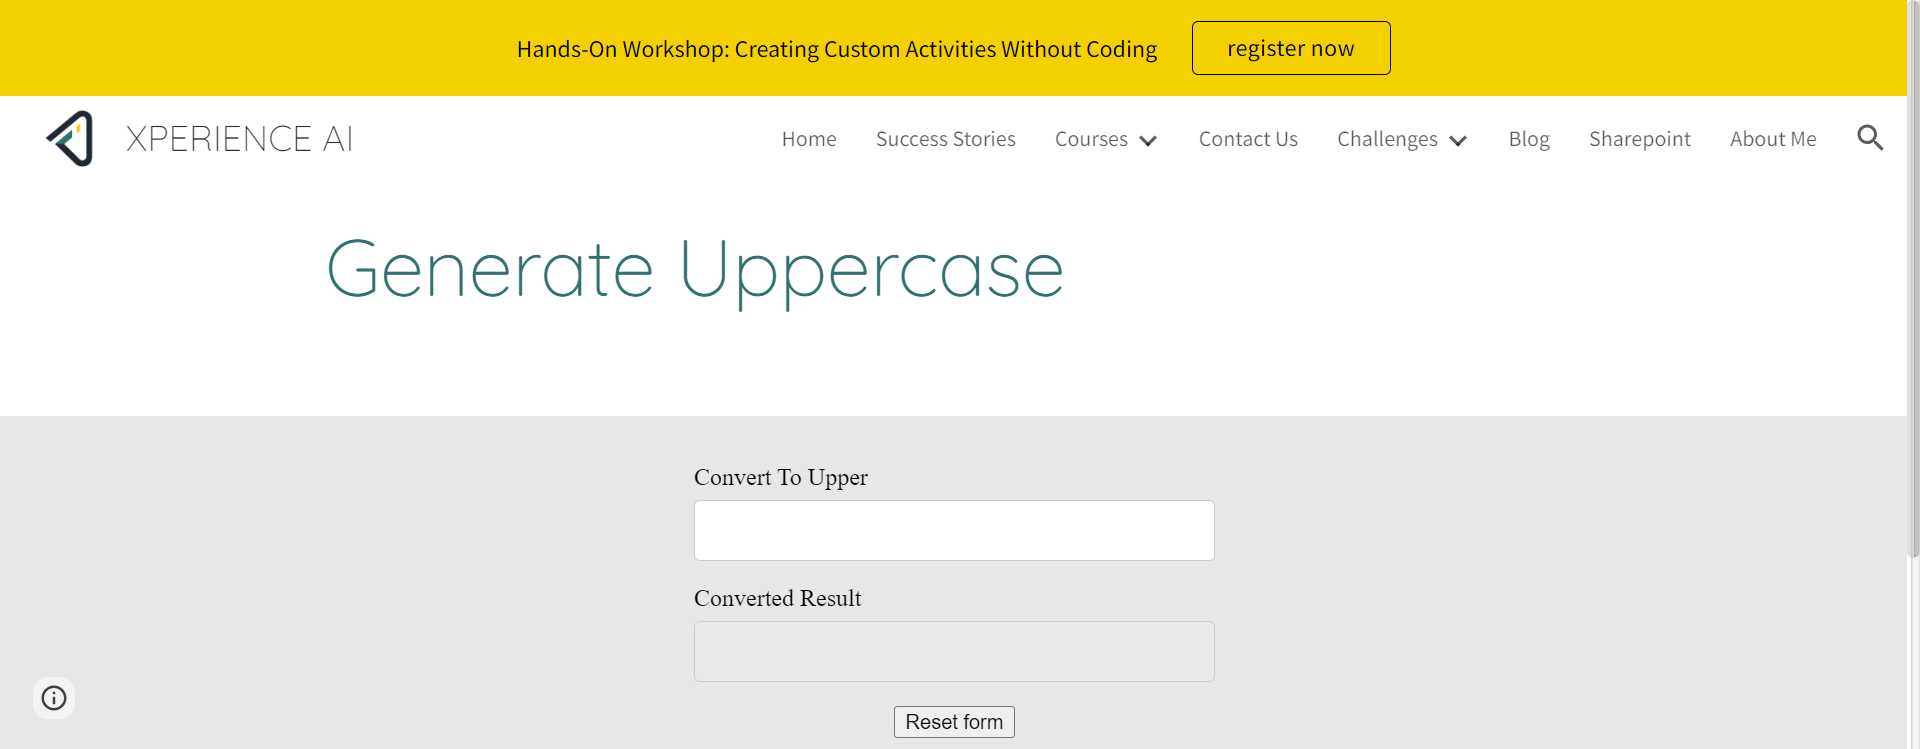 Hands-On Workshop: Creating Custom Activities Without Coding register now
XPERIENCE AI Home Success Stories Courses Contact Us Challenges Blog Sharepoint About Me
Generate Uppercase
Convert To Upper
Converted Result
Reset form